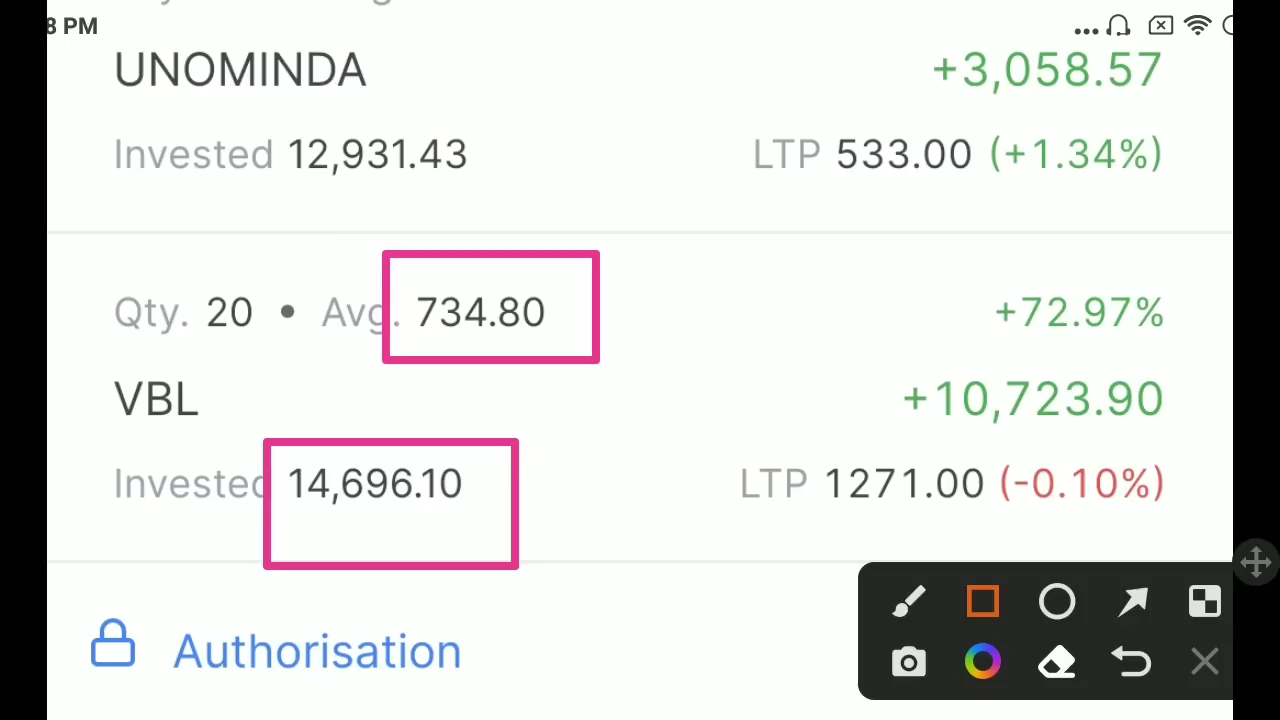 8 PM
UNOMINDA +3,058.57
Invested 12,931.43 LTP 533.00 (+1.34%)
Qty. 20 • Avg. 734.80 +72.97%
VBL +10,723.90
Invested 14,696.10 LTP 1271.00 (-0.10%)
Authorisation